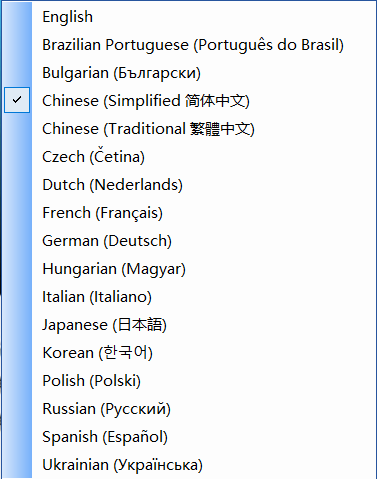 English
Brazilian Portuguese (Português do Brasil)
Bulgarian (Български)
Chinese (Simplified 简体中文)
Chinese (Traditional 繁體中文)
Czech (Četina)
Dutch (Nederlands)
French (Français)
German (Deutsch)
Hungarian (Magyar)
Italian (Italiano)
Japanese (日本語)
Korean (한국어)
Polish (Polski)
Russian (Русский)
Spanish (Español)
Ukrainian (Українська)